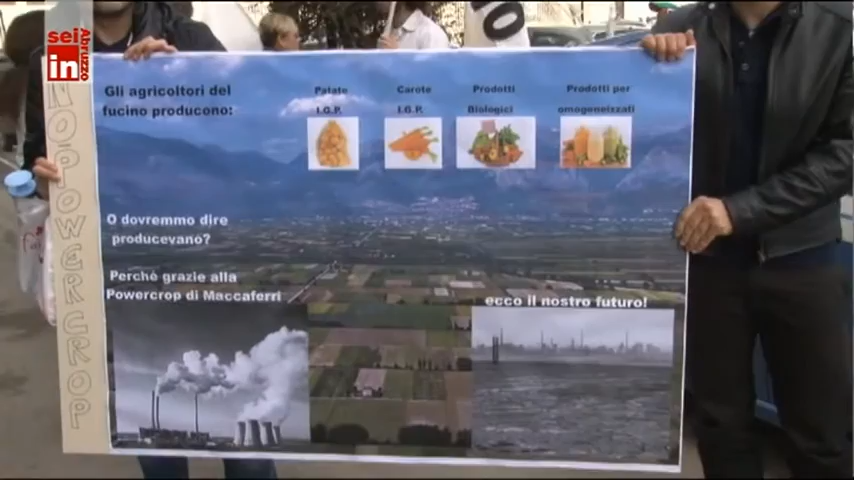 sei
in
Abruzzo
NO POWERCROP
Gli agricoltori del
fucino producono:
Patate
I.G.P.
Carote
I.G.P.
Prodotti
Biologici
Prodotti per
omogeneizzati
O dovremmo dire
producevano?
Perchè grazie alla
Powercrop di Maccaferri
ecco il nostro futuro!